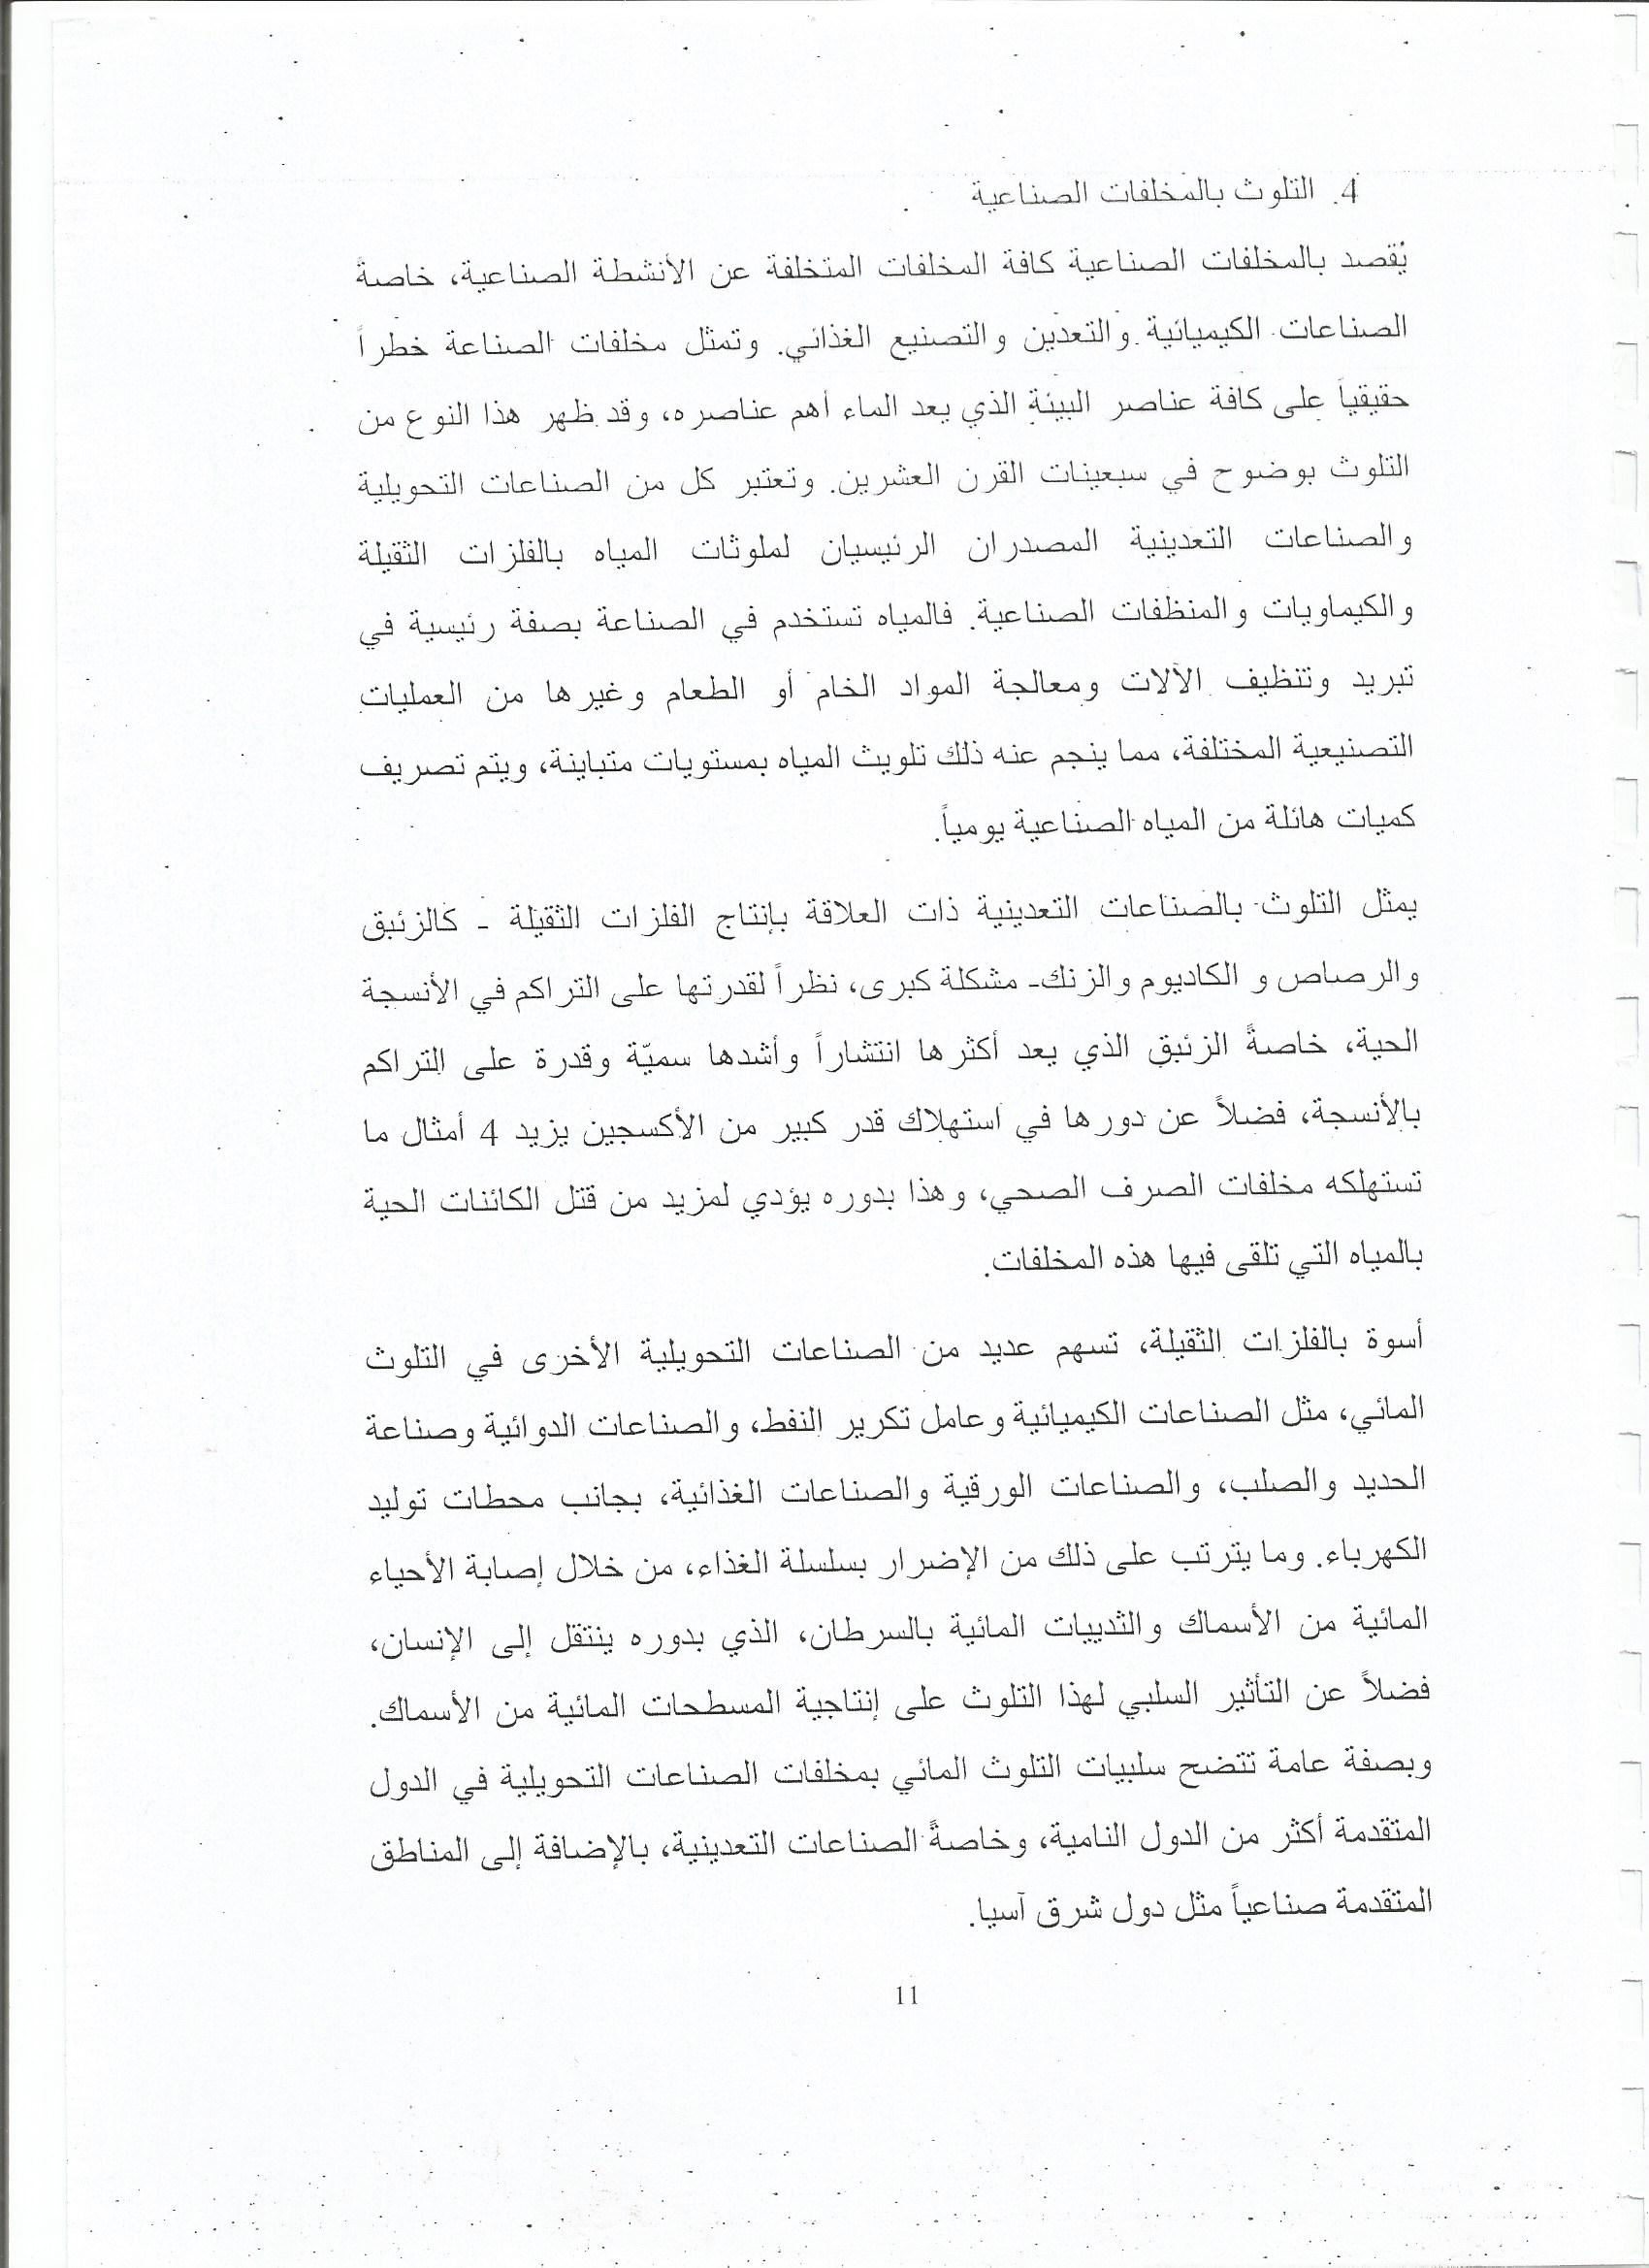 4. التلوث بالمخلفات الصناعية
يُقصد بالمخلفات الصناعية كافة المخلفات المتخلفة عن الأنشطة الصناعية، خاصةً
الصناعات الكيميائية والتعدين والتصنيع الغذائي. وتمثل مخلفات الصناعة خطراً
حقيقياً على كافة عناصر البيئة الذي يعد الماء أهم عناصره، وقد ظهر هذا النوع من
التلوث بوضوح في سبعينات القرن العشرين. وتعتبر كل من الصناعات التحويلية
والصناعات التعدينية المصدران الرئيسيان لملوثات المياه بالفلزات الثقيلة
والكيماويات والمنظفات الصناعية. فالمياه تستخدم في الصناعة بصفة رئيسية في
تبريد وتنظيف الآلات ومعالجة المواد الخام أو الطعام وغيرها من العمليات
التصنيعية المختلفة، مما ينجم عنه ذلك تلويث المياه بمستويات متباينة، ويتم تصريف
كميات هائلة من المياه الصناعية يومياً.
يمثل التلوث بالصناعات التعدينية ذات العلاقة بإنتاج الفلزات الثقيلة - كالزئبق
والرصاص و الكاديوم والزنك- مشكلة كبرى، نظراً لقدرتها على التراكم في الأنسجة
الحية، خاصةً الزئبق الذي يعد أكثرها انتشاراً وأشدها سميّة وقدرة على التراكم
بالأنسجة، فضلاً عن دورها في استهلاك قدر كبير من الأكسجين يزيد 4 أمثال ما
تستهلكه مخلفات الصرف الصحي، وهذا بدوره يؤدي لمزيد من قتل الكائنات الحية
بالمياه التي تلقى فيها هذه المخلفات.
أسوة بالفلزات الثقيلة، تسهم عديد من الصناعات التحويلية الأخرى في التلوث
المائي، مثل الصناعات الكيميائية وعامل تكرير النفط، والصناعات الدوائية وصناعة
الحديد والصلب، والصناعات الورقية والصناعات الغذائية، بجانب محطات توليد
الكهرباء. وما يترتب على ذلك من الإضرار بسلسلة الغذاء، من خلال إصابة الأحياء
المائية من الأسماك والثدييات المائية بالسرطان، الذي بدوره ينتقل إلى الإنسان،
فضلاً عن التأثير السلبي لهذا التلوث على إنتاجية المسطحات المائية من الأسماك.
وبصفة عامة تتضح سلبيات التلوث المائي بمخلفات الصناعات التحويلية في الدول
المتقدمة أكثر من الدول النامية، وخاصةً الصناعات التعدينية، بالإضافة إلى المناطق
المتقدمة صناعياً مثل دول شرق آسيا.
11